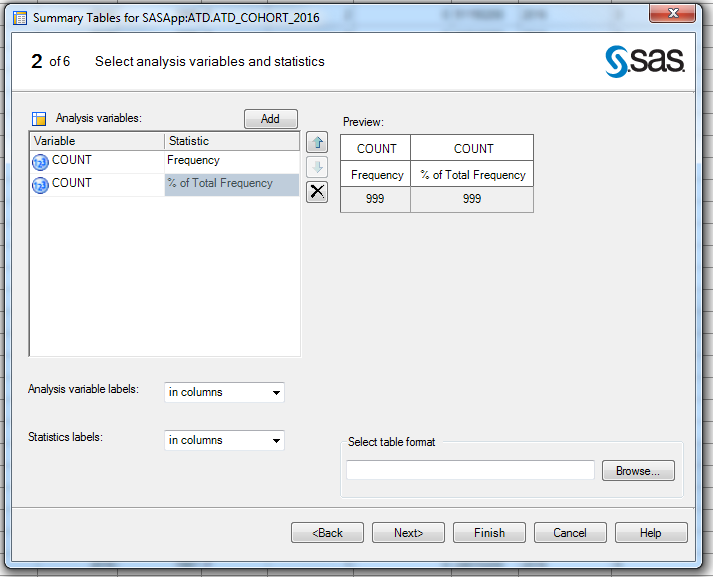 Summary Tables for SASApp:ATD.ATD_COHORT_2016
x
2 of 6 Select analysis variables and statistics
sas.
Analysis variables:
Add
Variable Statistic
123 COUNT Frequency
123 COUNT % of Total Frequency
Preview:
COUNT COUNT
Frequency % of Total Frequency
999 999
Analysis variable labels: in columns
Statistics labels: in columns
Select table format
Browse...
<Back Next> Finish Cancel Help